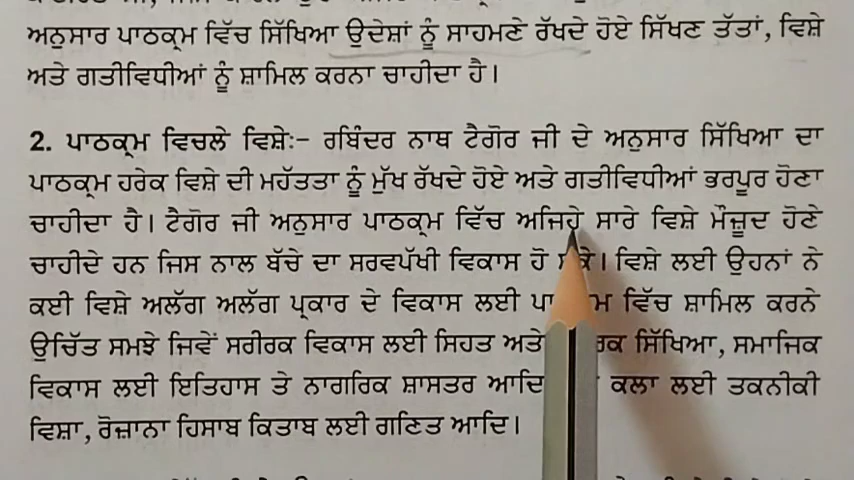 ਅਨੁਸਾਰ ਪਾਠਕ੍ਰਮ ਵਿੱਚ ਸਿੱਖਿਆ ਉਦੇਸ਼ਾਂ ਨੂੰ ਸਾਹਮਣੇ ਰੱਖਦੇ ਹੋਏ ਸਿੱਖਣ ਤੱਤਾਂ, ਵਿਸ਼ੇ
ਅਤੇ ਗਤੀਵਿਧੀਆਂ ਨੂੰ ਸ਼ਾਮਿਲ ਕਰਨਾ ਚਾਹੀਦਾ ਹੈ।
2. ਪਾਠਕ੍ਰਮ ਵਿਚਲੇ ਵਿਸ਼ੇ:- ਰਬਿੰਦਰ ਨਾਥ ਟੈਗੋਰ ਜੀ ਦੇ ਅਨੁਸਾਰ ਸਿੱਖਿਆ ਦਾ
ਪਾਠਕ੍ਰਮ ਹਰੇਕ ਵਿਸ਼ੇ ਦੀ ਮਹੱਤਤਾ ਨੂੰ ਮੁੱਖ ਰੱਖਦੇ ਹੋਏ ਅਤੇ ਗਤੀਵਿਧੀਆਂ ਭਰਪੂਰ ਹੋਣਾ
ਚਾਹੀਦਾ ਹੈ। ਟੈਗੋਰ ਜੀ ਅਨੁਸਾਰ ਪਾਠਕ੍ਰਮ ਵਿੱਚ ਅਜਿਹੇ ਸਾਰੇ ਵਿਸ਼ੇ ਮੌਜੂਦ ਹੋਣੇ
ਚਾਹੀਦੇ ਹਨ ਜਿਸ ਨਾਲ ਬੱਚੇ ਦਾ ਸਰਵਪੱਖੀ ਵਿਕਾਸ ਹੋ ਸਕੇ। ਵਿਸ਼ੇ ਲਈ ਉਹਨਾਂ ਨੇ
ਕਈ ਵਿਸ਼ੇ ਅਲੱਗ ਅਲੱਗ ਪ੍ਰਕਾਰ ਦੇ ਵਿਕਾਸ ਲਈ ਵਿੱਚ ਸ਼ਾਮਿਲ ਕਰਨੇ
ਉਚਿੱਤ ਸਮਝੇ ਜਿਵੇਂ ਸਰੀਰਕ ਵਿਕਾਸ ਲਈ ਸਿਹਤ ਅਤੇ ਸਿੱਖਿਆ, ਸਮਾਜਿਕ
ਵਿਕਾਸ ਲਈ ਇਤਿਹਾਸ ਤੇ ਨਾਗਰਿਕ ਸ਼ਾਸਤਰ ਆਦਿ ਕਲਾ ਲਈ ਤਕਨੀਕੀ
ਵਿਸ਼ਾ, ਰੋਜ਼ਾਨਾ ਹਿਸਾਬ ਕਿਤਾਬ ਲਈ ਗਣਿਤ ਆਦਿ।